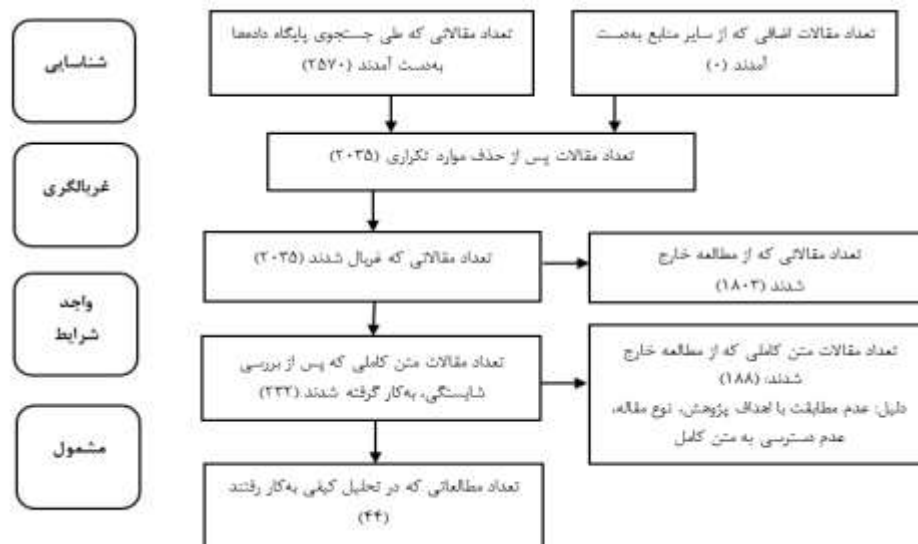 شناسایی
تعداد مقالاتی که طی جستجوی پایگاه داده‌ها
به‌دست آمدند (۲۵۷۰)
تعداد مقالات اضافی که از سایر منابع به‌دست
آمدند (۰)
غربالگری
تعداد مقالات پس از حذف موارد تکراری (۲۰۳۵)
تعداد مقالاتی که غربال شدند (۲۰۳۵)
تعداد مقالاتی که از مطالعه خارج
شدند (۱۸۰۳)
واجد
شرایط
تعداد مقالات متن کاملی که پس از بررسی
شایستگی، به‌کار گرفته شدند (۲۳۲)
تعداد مقالات متن کاملی که از مطالعه خارج
شدند: (۱۸۸)
دلیل: عدم مطابقت با اهداف پژوهش، نوع مقاله،
عدم دسترسی به متن کامل
مشمول
تعداد مطالعاتی که در تحلیل کیفی به‌کار رفتند
(۴۴)